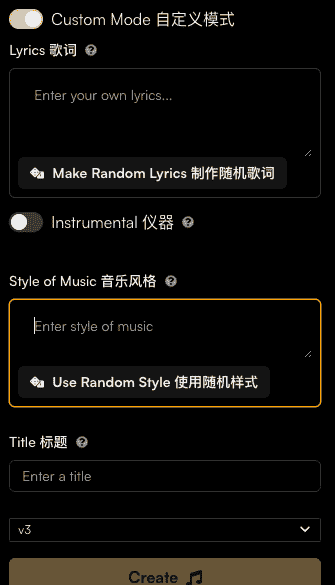 Custom Mode 自定义模式
Lyrics 歌词 ?
Enter your own lyrics...
Make Random Lyrics 制作随机歌词
Instrumental 仪器 ?
Style of Music 音乐风格 ?
Enter style of music
Use Random Style 使用随机样式
Title 标题 ?
Enter a title
v3
Create